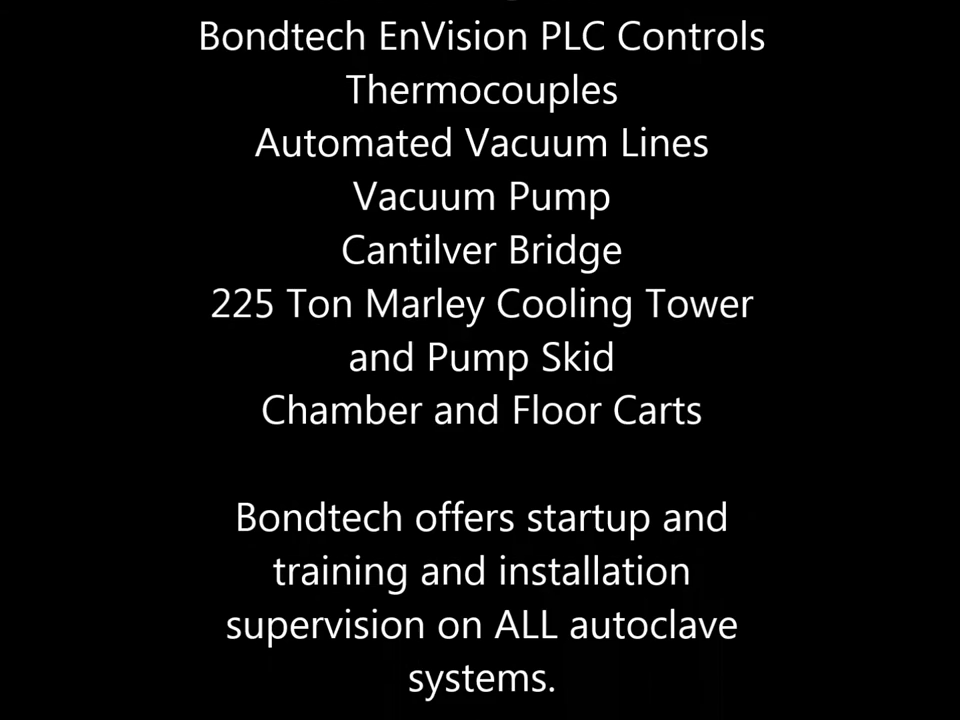 Bondtech EnVision PLC Controls
Thermocouples
Automated Vacuum Lines
Vacuum Pump
Cantilver Bridge
225 Ton Marley Cooling Tower
and Pump Skid
Chamber and Floor Carts
Bondtech offers startup and
training and installation
supervision on ALL autoclave
systems.